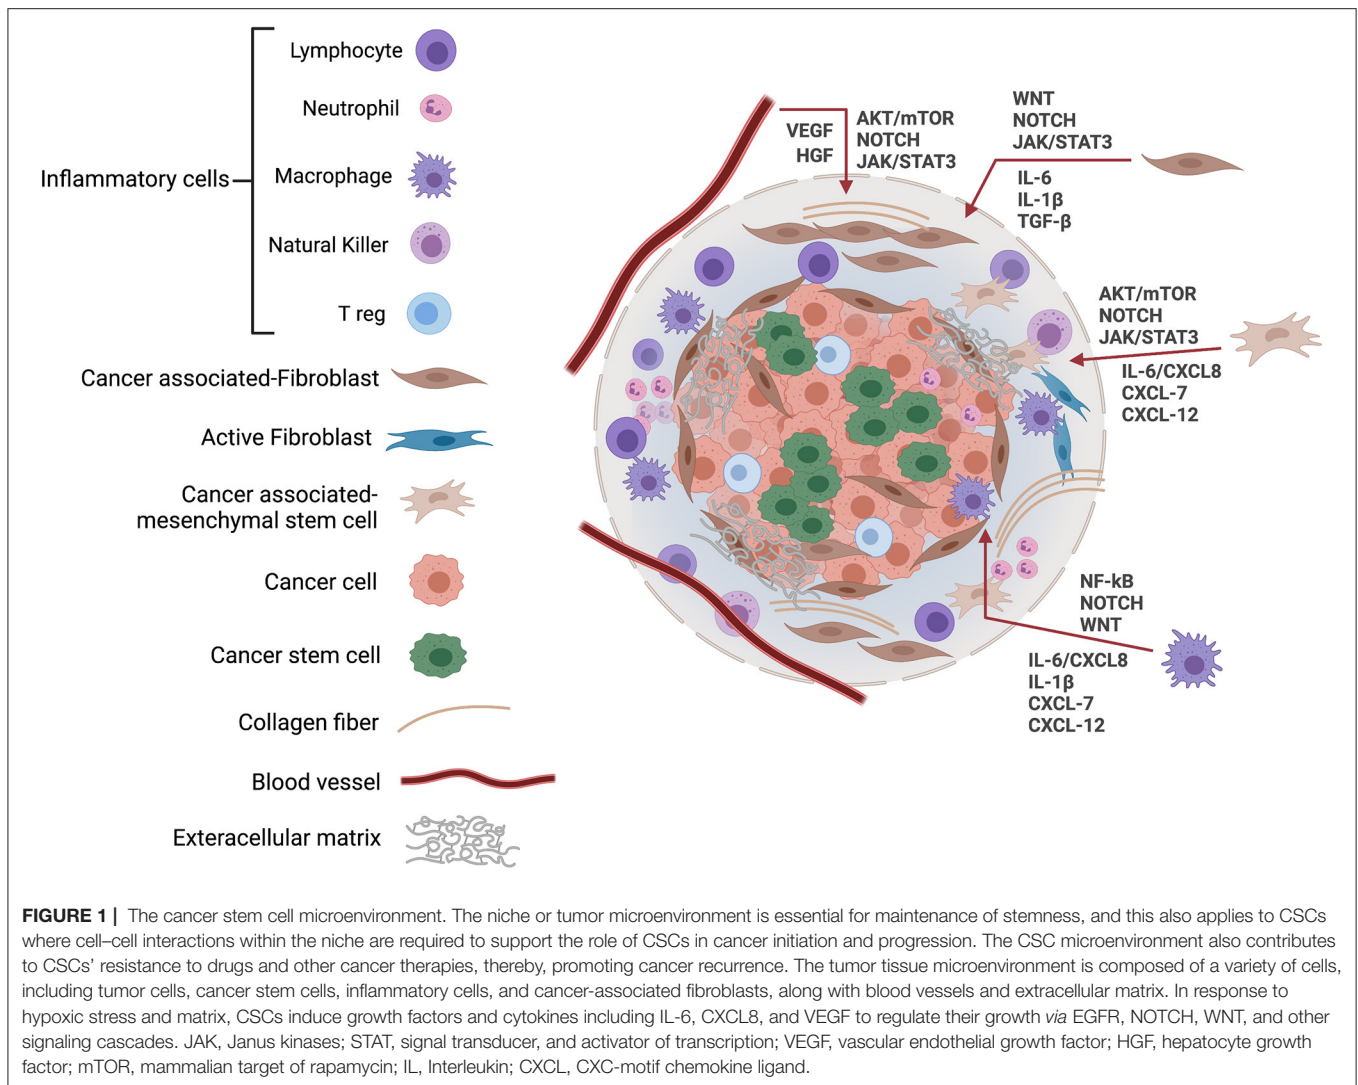 Lymphocyte
Neutrophil
Inflammatory cells
Macrophage
Natural Killer
T reg
Cancer associated-Fibroblast
Active Fibroblast
Cancer associated-
mesenchymal stem cell
Cancer cell
Cancer stem cell
Collagen fiber
Blood vessel
Exteracellular matrix
VEGF
HGF
AKT/mTOR
NOTCH
JAK/STAT3
WNT
NOTCH
JAK/STAT3
IL-6
IL-1β
TGF-β
AKT/mTOR
NOTCH
JAK/STAT3
IL-6/CXCL8
CXCL-7
CXCL-12
NF-kB
NOTCH
WNT
IL-6/CXCL8
IL-1β
CXCL-7
CXCL-12
FIGURE 1 | The cancer stem cell microenvironment. The niche or tumor microenvironment is essential for maintenance of stemness, and this also applies to CSCs
where cell–cell interactions within the niche are required to support the role of CSCs in cancer initiation and progression. The CSC microenvironment also contributes
to CSCs’ resistance to drugs and other cancer therapies, thereby, promoting cancer recurrence. The tumor tissue microenvironment is composed of a variety of cells,
including tumor cells, cancer stem cells, inflammatory cells, and cancer-associated fibroblasts, along with blood vessels and extracellular matrix. In response to
hypoxic stress and matrix, CSCs induce growth factors and cytokines including IL-6, CXCL8, and VEGF to regulate their growth via EGFR, NOTCH, WNT, and other
signaling cascades. JAK, Janus kinases; STAT, signal transducer, and activator of transcription; VEGF, vascular endothelial growth factor; HGF, hepatocyte growth
factor; mTOR, mammalian target of rapamycin; IL, Interleukin; CXCL, CXC-motif chemokine ligand.